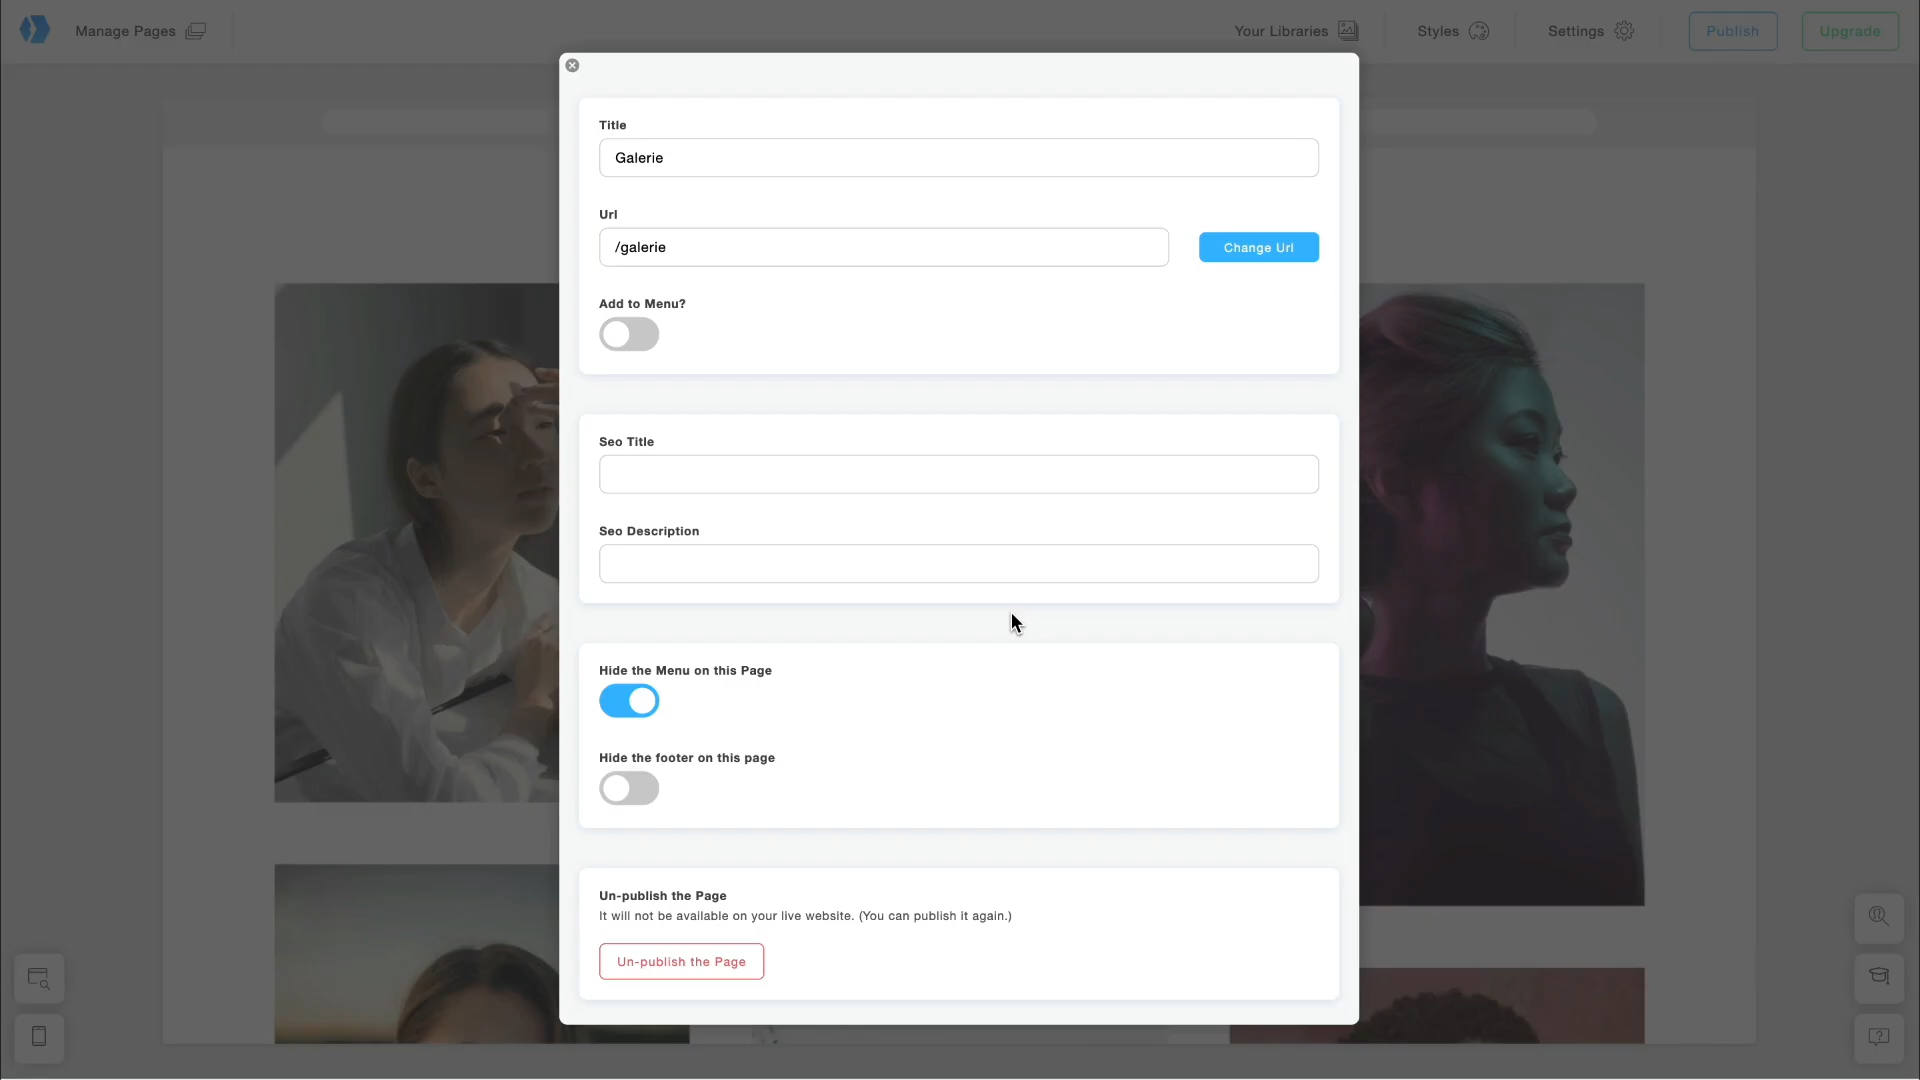 Manage Pages
Your Libraries
Styles
Settings
Publish
Upgrade
Title
Galerie
Url
/galerie
Change Url
Add to Menu?
Seo Title
Seo Description
Hide the Menu on this Page
Hide the footer on this page
Un-publish the Page
It will not be available on your live website. (You can publish it again.)
Un-publish the Page